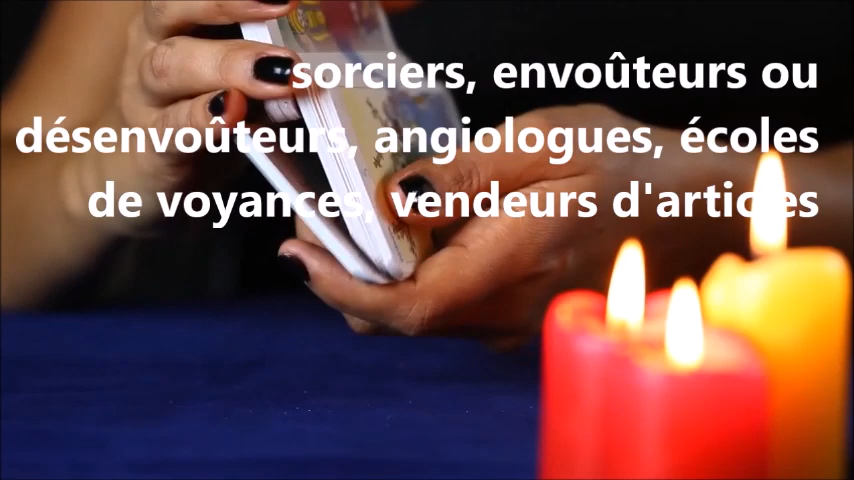 sorciers, envoûteurs ou
désenvoûteurs, angiologues, écoles
de voyances, vendeurs d'articles